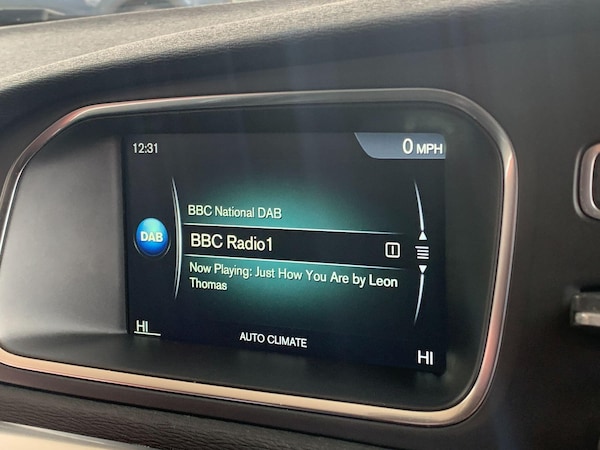 12:31
0 MPH
BBC National DAB
DAB
BBC Radio1
Now Playing: Just How You Are by Leon
Thomas
HI
AUTO CLIMATE
HI